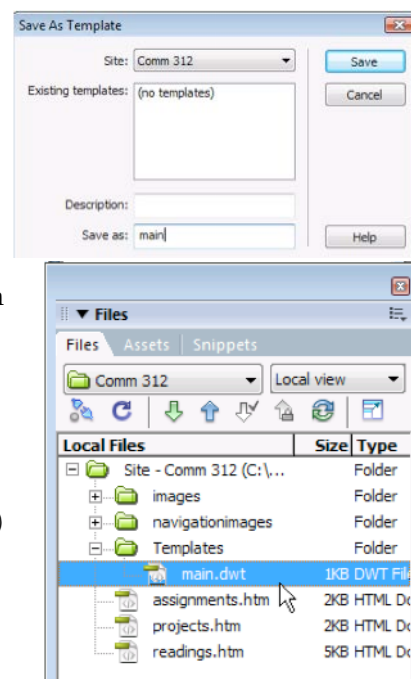 Save As Template
Site: Comm 312 Save
Existing templates: (no templates) Cancel
Description:
Save as: main Help
Files
Files Assets Snippets
Comm 312 Local view
Local Files Size Type
Site - Comm 312 (C:\... Folder
images Folder
navigationimages Folder
Templates Folder
main.dwt 1KB DWT File
assignments.htm 2KB HTML Do
projects.htm 2KB HTML Do
readings.htm 5KB HTML Do
)